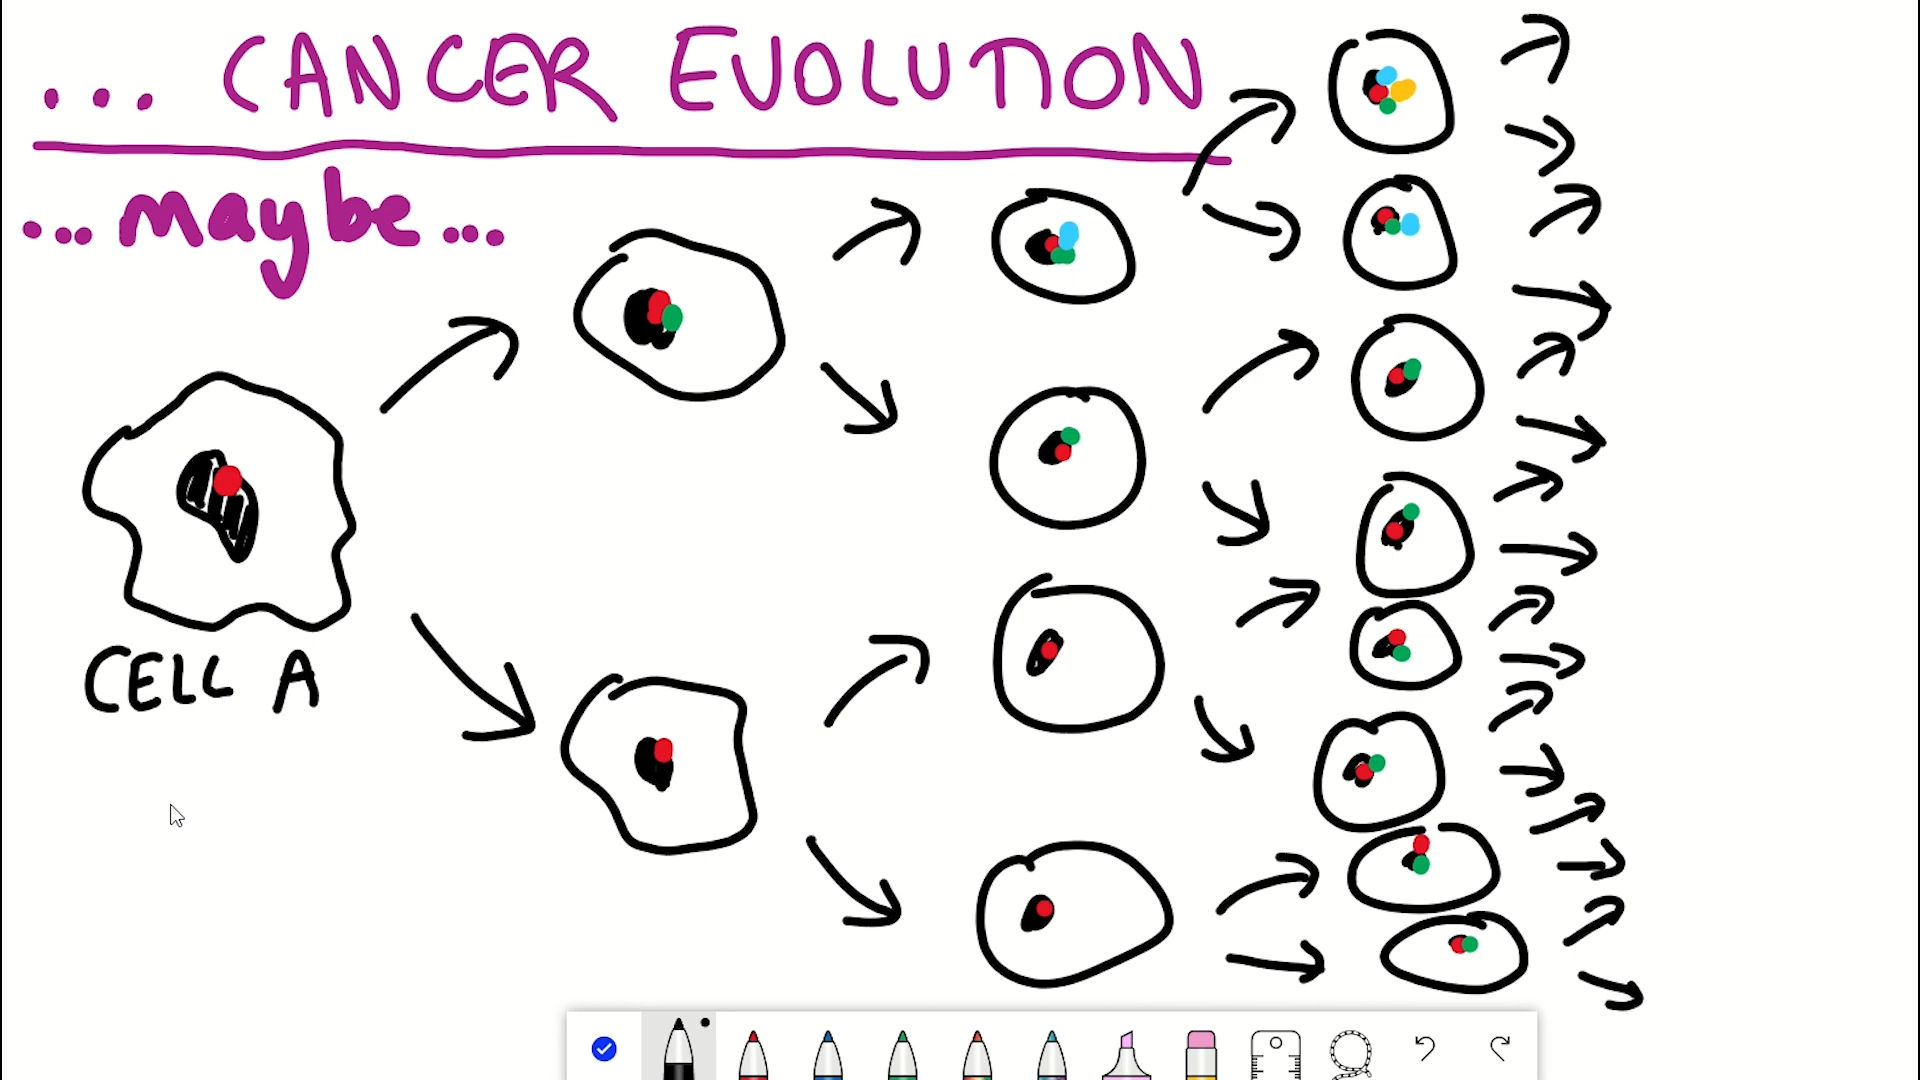 ... CANCER EVOLUTION
... maybe ...
CELL A